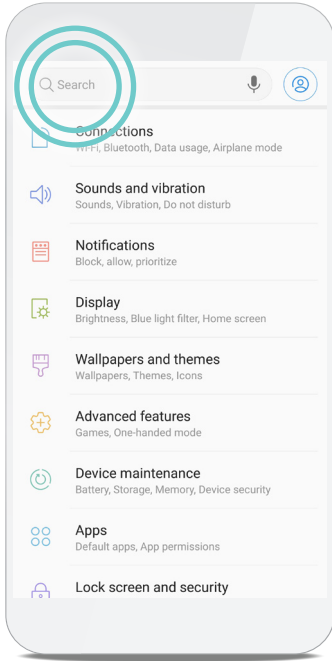 Search
Connections
Wi-Fi, Bluetooth, Data usage, Airplane mode
Sounds and vibration
Sounds, Vibration, Do not disturb
Notifications
Block, allow, prioritize
Display
Brightness, Blue light filter, Home screen
Wallpapers and themes
Wallpapers, Themes, Icons
Advanced features
Games, One-handed mode
Device maintenance
Battery, Storage, Memory, Device security
Apps
Default apps, App permissions
Lock screen and security